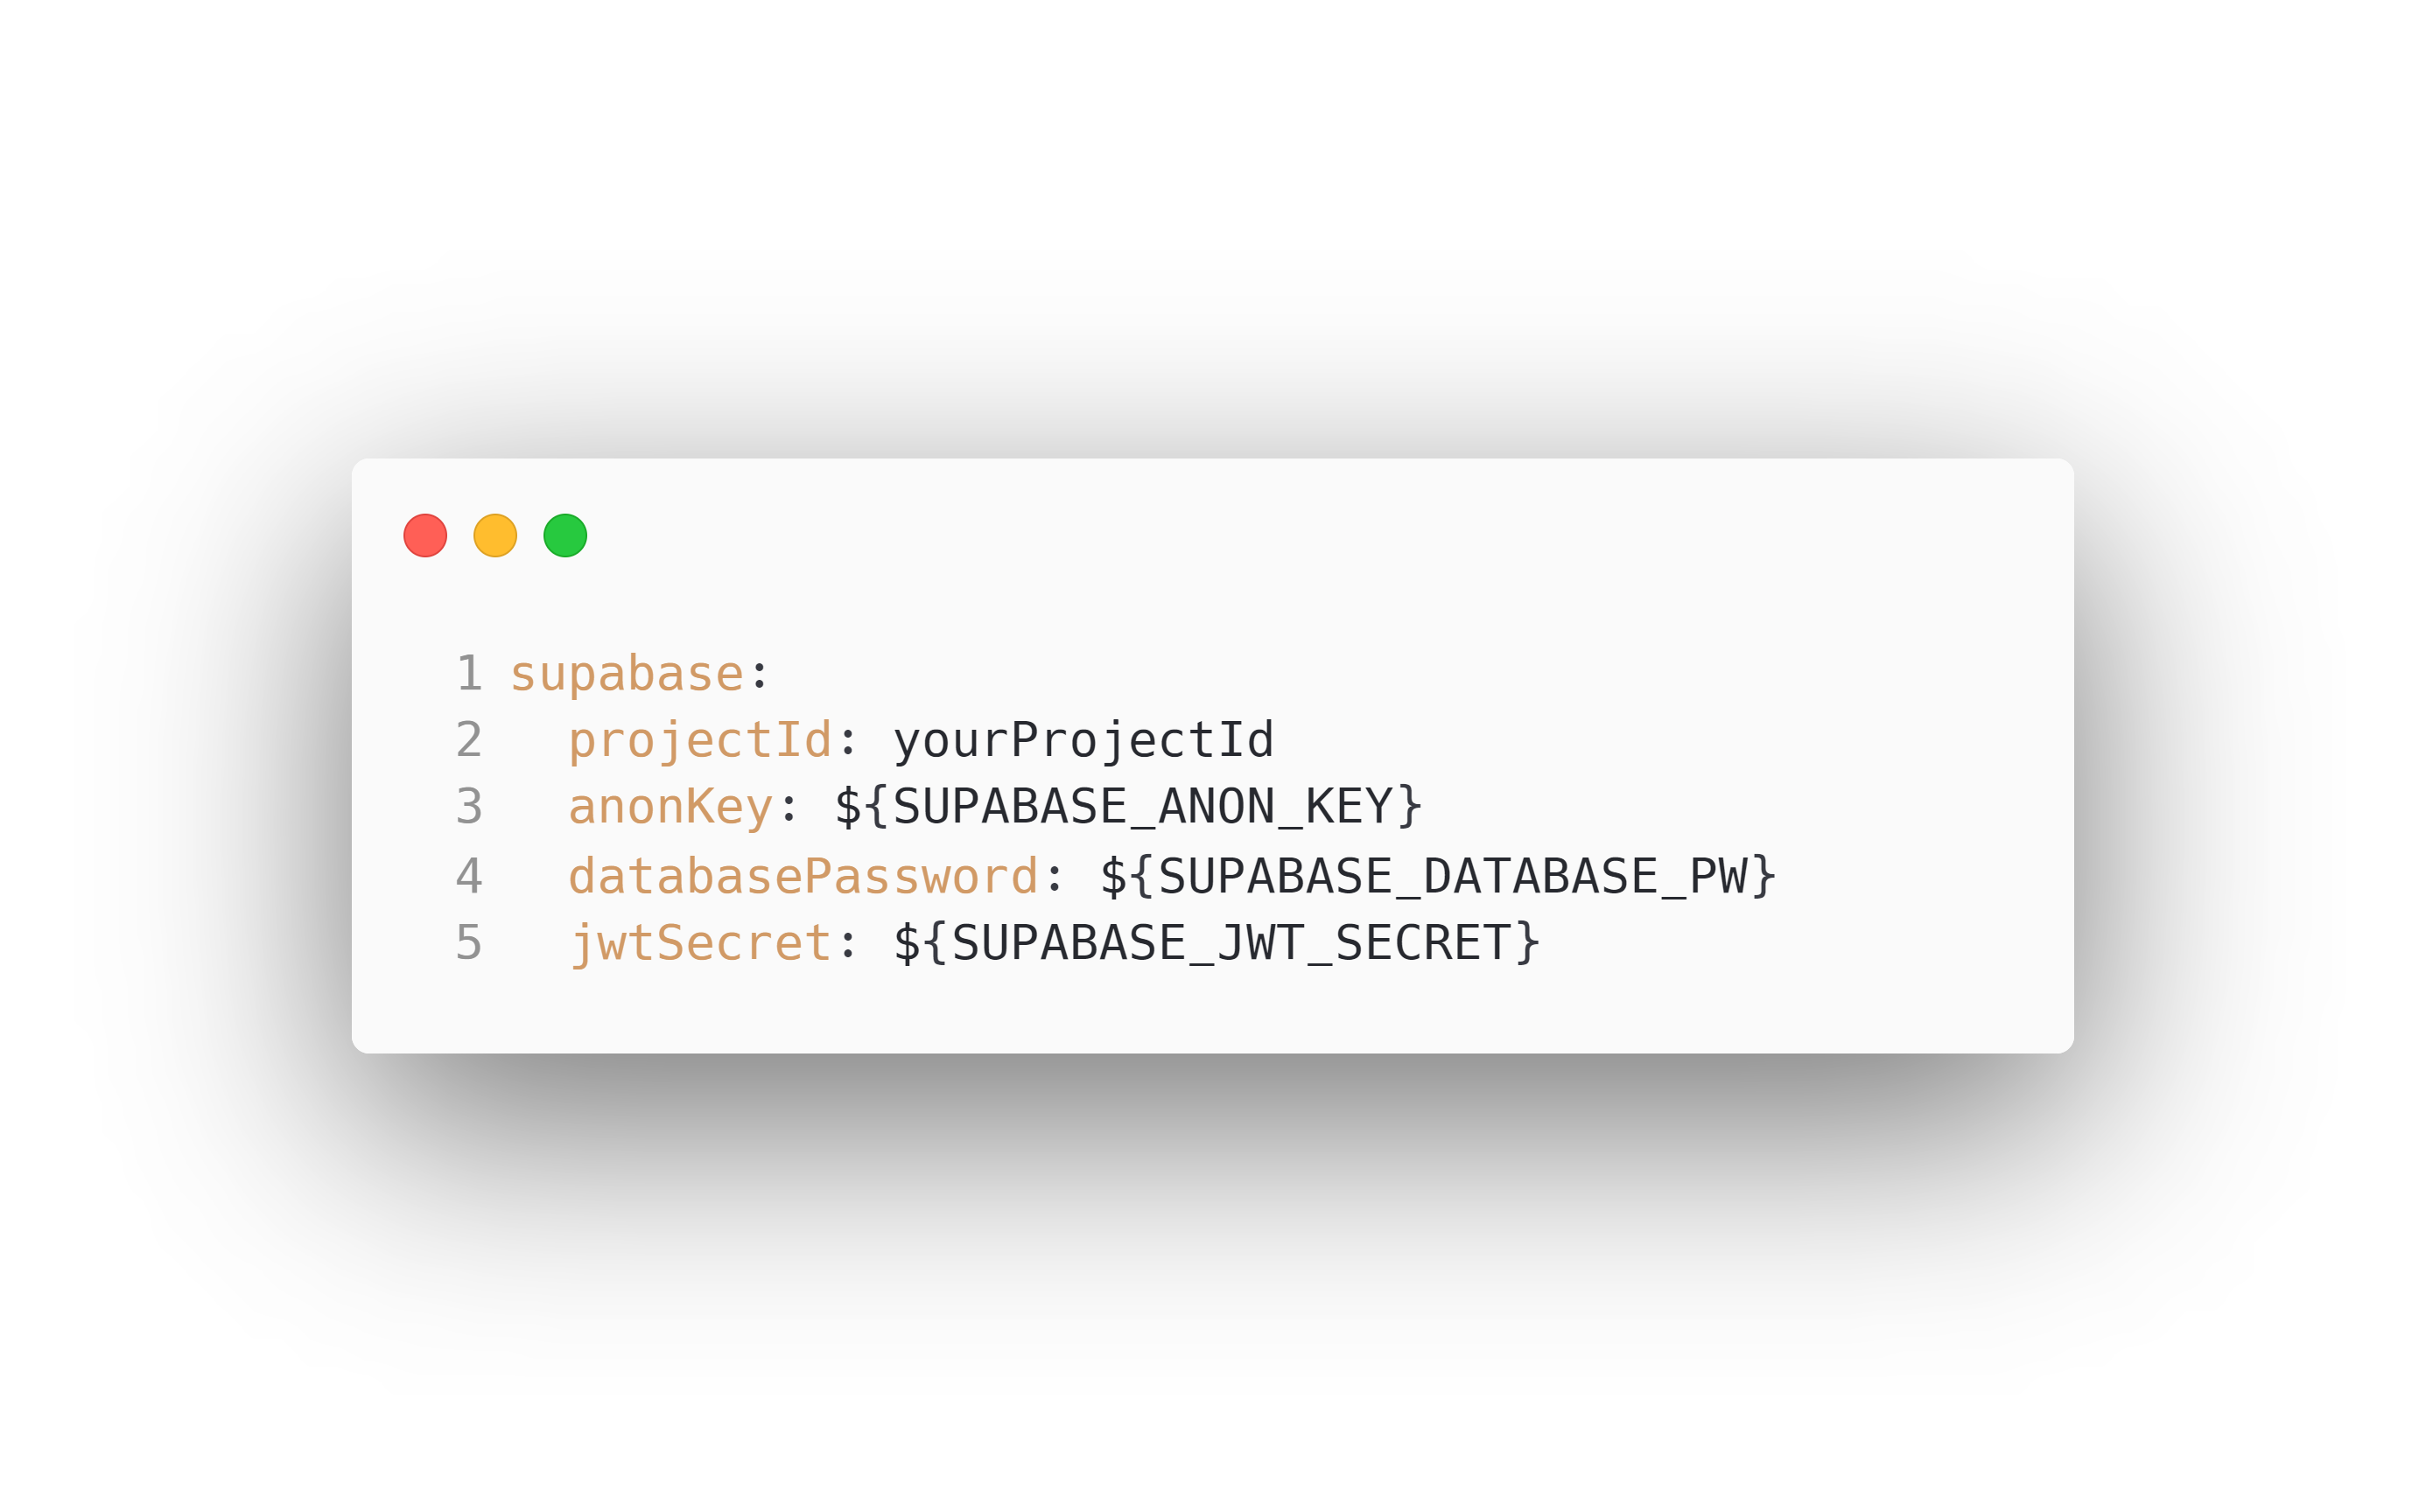 1 supabase:
2   projectId: yourProjectId
3   anonKey: ${SUPABASE_ANON_KEY}
4   databasePassword: ${SUPABASE_DATABASE_PW}
5   jwtSecret: ${SUPABASE_JWT_SECRET}